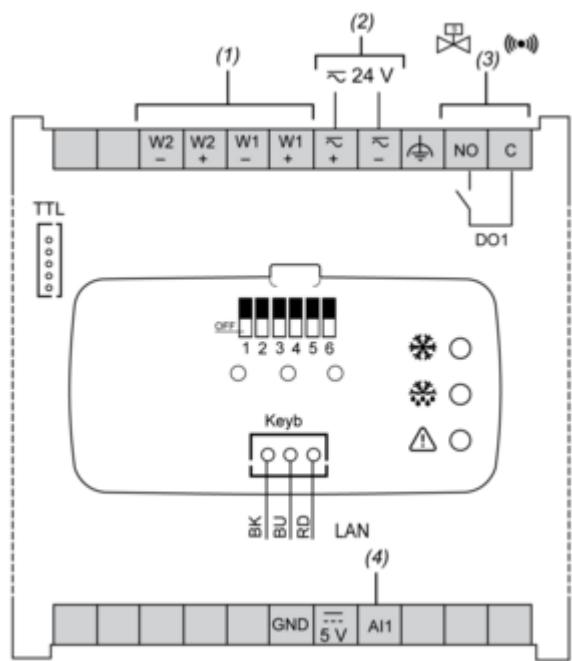 (1)
(2)
(3)
24 V
W2 – W2 + W1 – W1 + + – NO C
TTL
DO1
OFF
1 2 3 4 5 6
Keyb
BK BU RD LAN
(4)
GND 5 V AI1